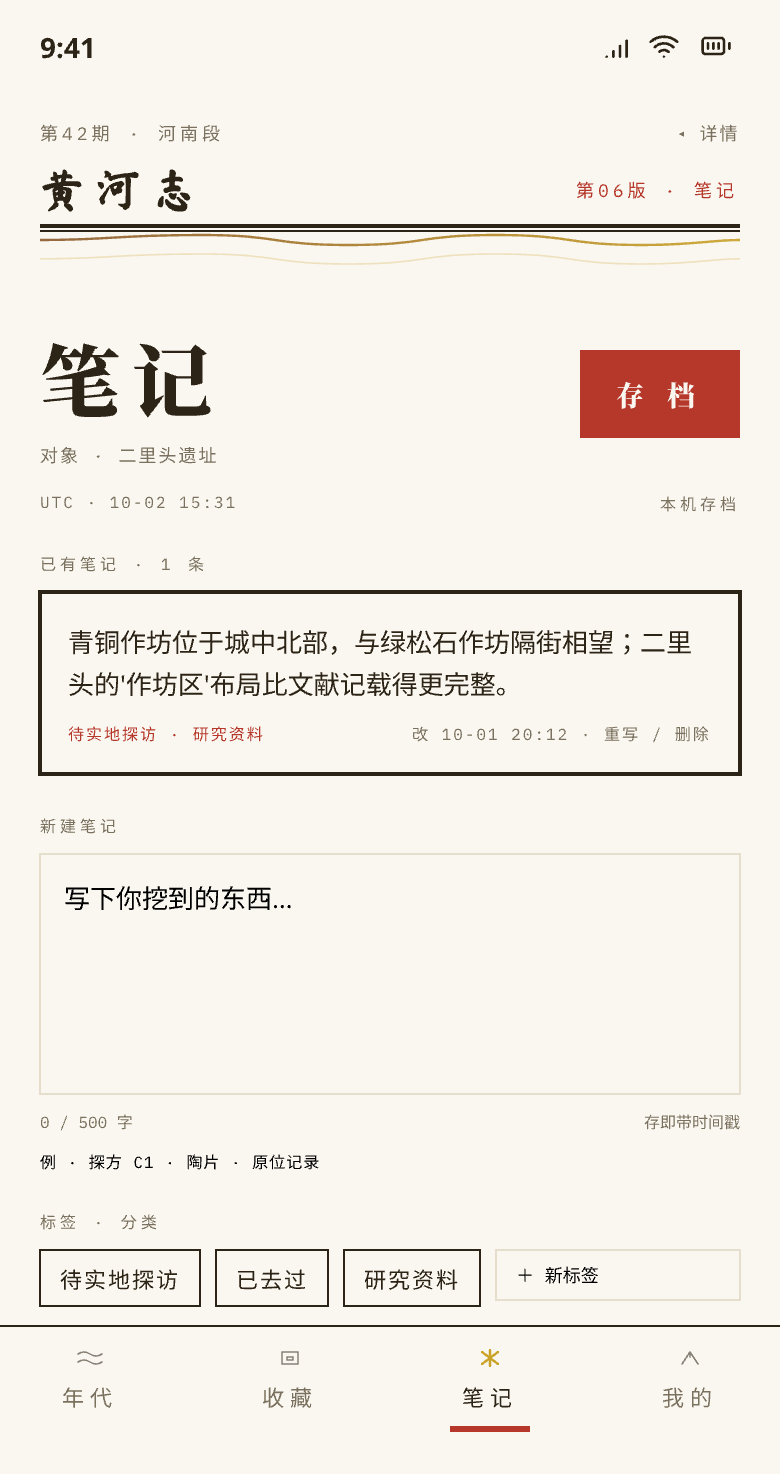 9:41
第42期 · 河南段
◂ 详情
黄河志
第06版 · 笔记
笔记
存档
对象 · 二里头遗址
UTC · 10-02 15:31
本机存档
已有笔记 · 1 条
青铜作坊位于城中北部，与绿松石作坊隔街相望；二里
头的'作坊区'布局比文献记载得更完整。
待实地探访 · 研究资料
改 10-01 20:12 · 重写 / 删除
新建笔记
写下你挖到的东西...
0 / 500 字
存即带时间戳
例 · 探方 C1 · 陶片 · 原位记录
标签 · 分类
待实地探访
已去过
研究资料
+ 新标签
年代
收藏
笔记
我的